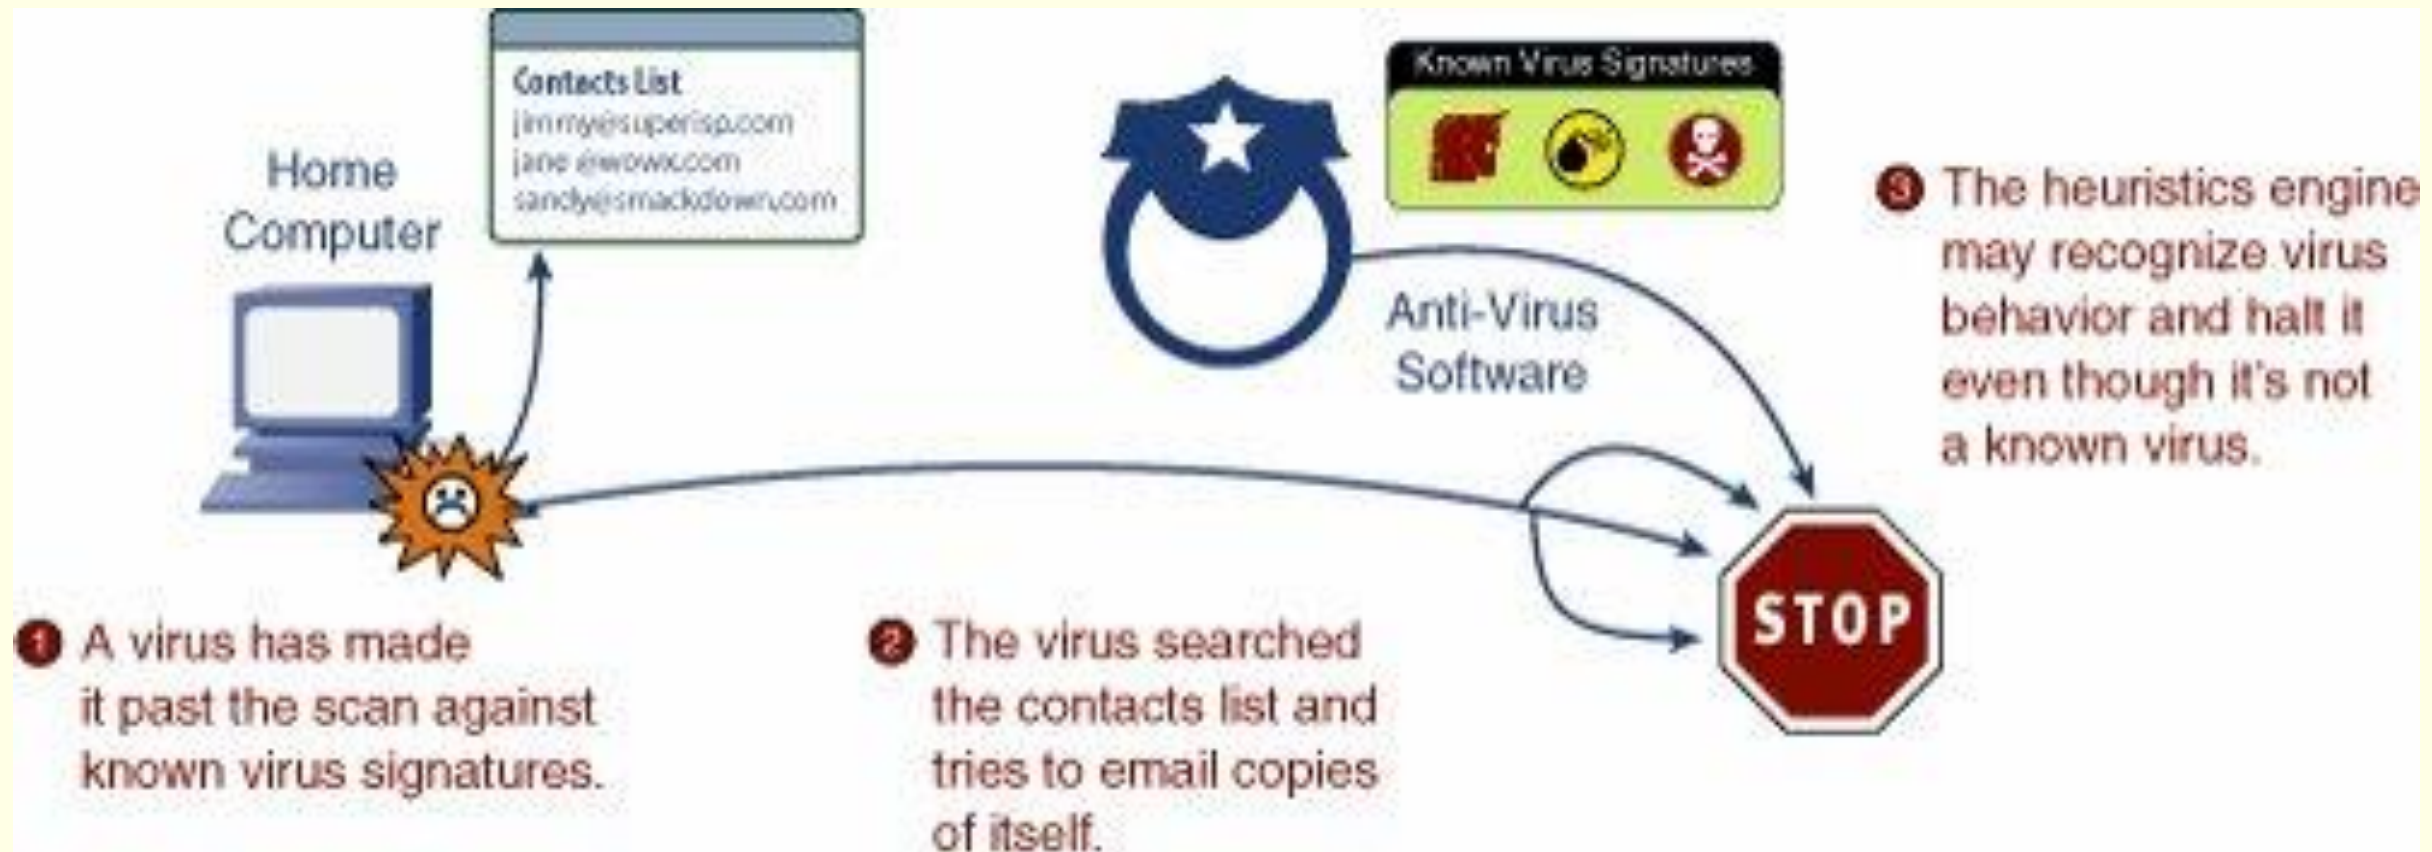 Contacts List
jimmy@superisp.com
jane @wowx.com
sandy@smackdown.com
Home
Computer
Known Virus Signatures
Anti-Virus
Software
STOP
1 A virus has made
it past the scan against
known virus signatures.
2 The virus searched
the contacts list and
tries to email copies
of itself.
3 The heuristics engine
may recognize virus
behavior and halt it
even though it's not
a known virus.